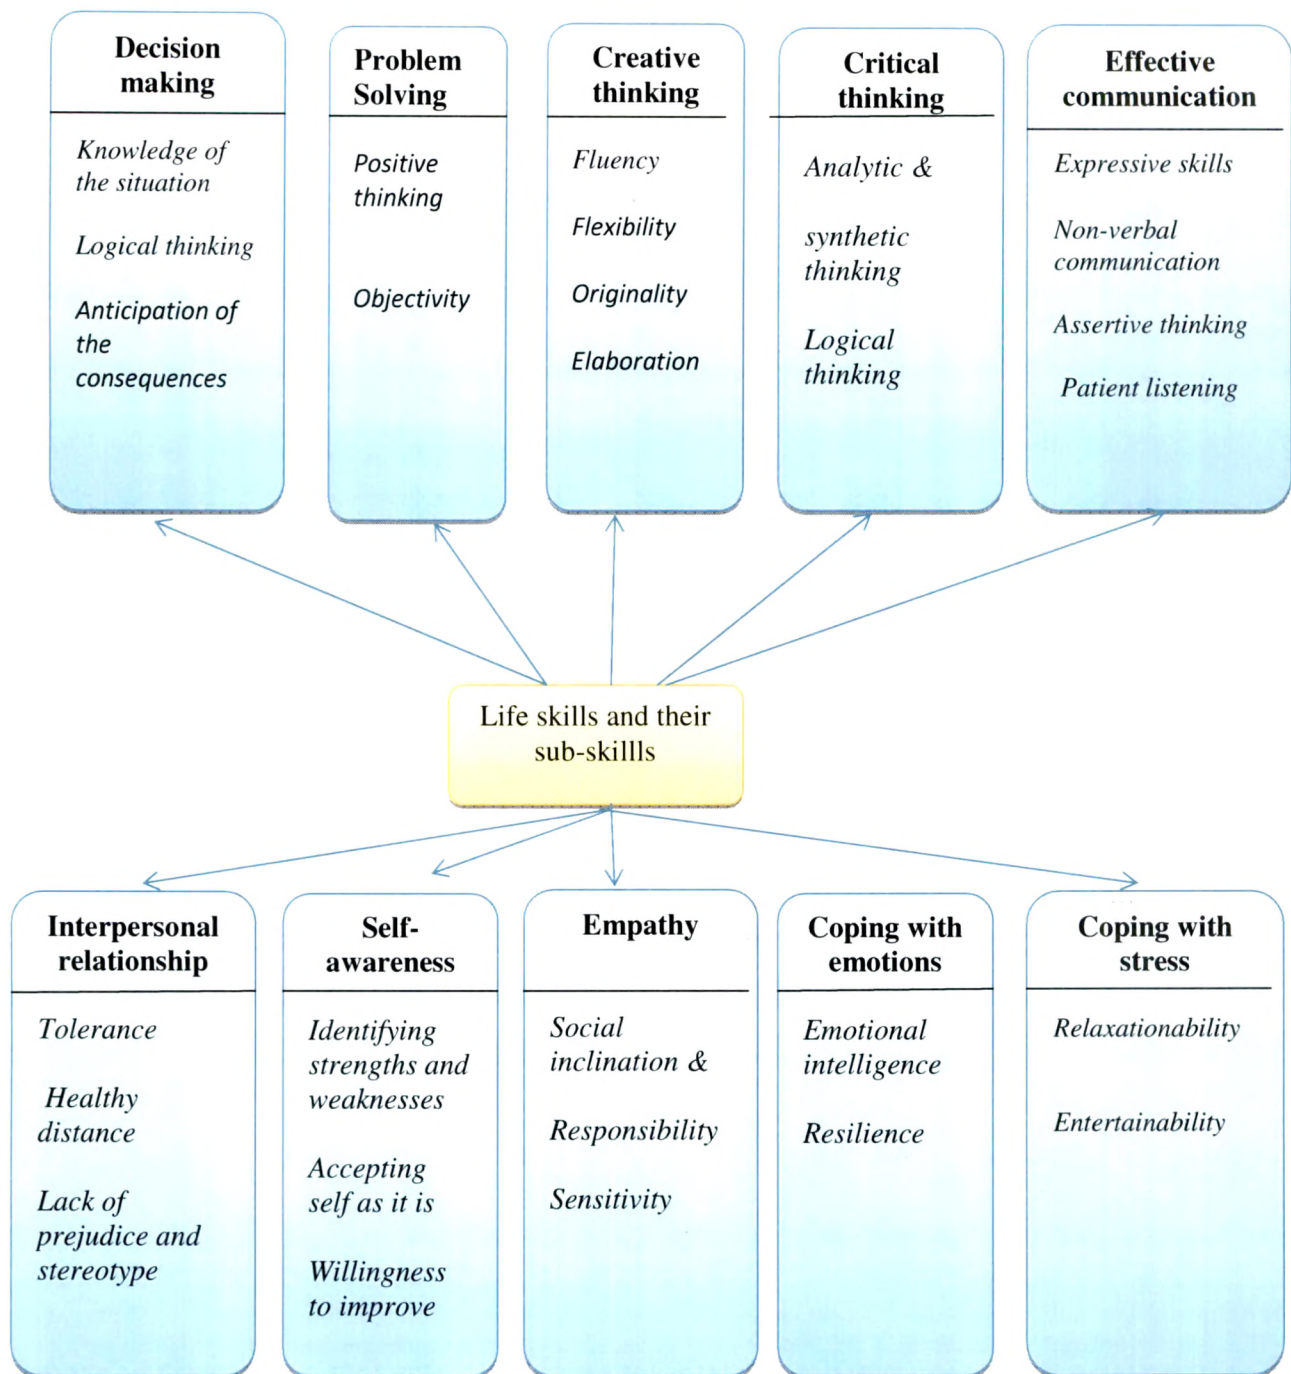 Decision
making
Knowledge of
the situation
Logical thinking
Anticipation of
the
consequences
Problem
Solving
Positive
thinking
Objectivity
Creative
thinking
Fluency
Flexibility
Originality
Elaboration
Critical
thinking
Analytic &
synthetic
thinking
Logical
thinking
Effective
communication
Expressive skills
Non-verbal
communication
Assertive thinking
Patient listening
Life skills and their
sub-skillls
Interpersonal
relationship
Tolerance
Healthy
distance
Lack of
prejudice and
stereotype
Self-
awareness
Identifying
strengths and
weaknesses
Accepting
self as it is
Willingness
to improve
Empathy
Social
inclination &
Responsibility
Sensitivity
Coping with
emotions
Emotional
intelligence
Resilience
Coping with
stress
Relaxationability
Entertainability